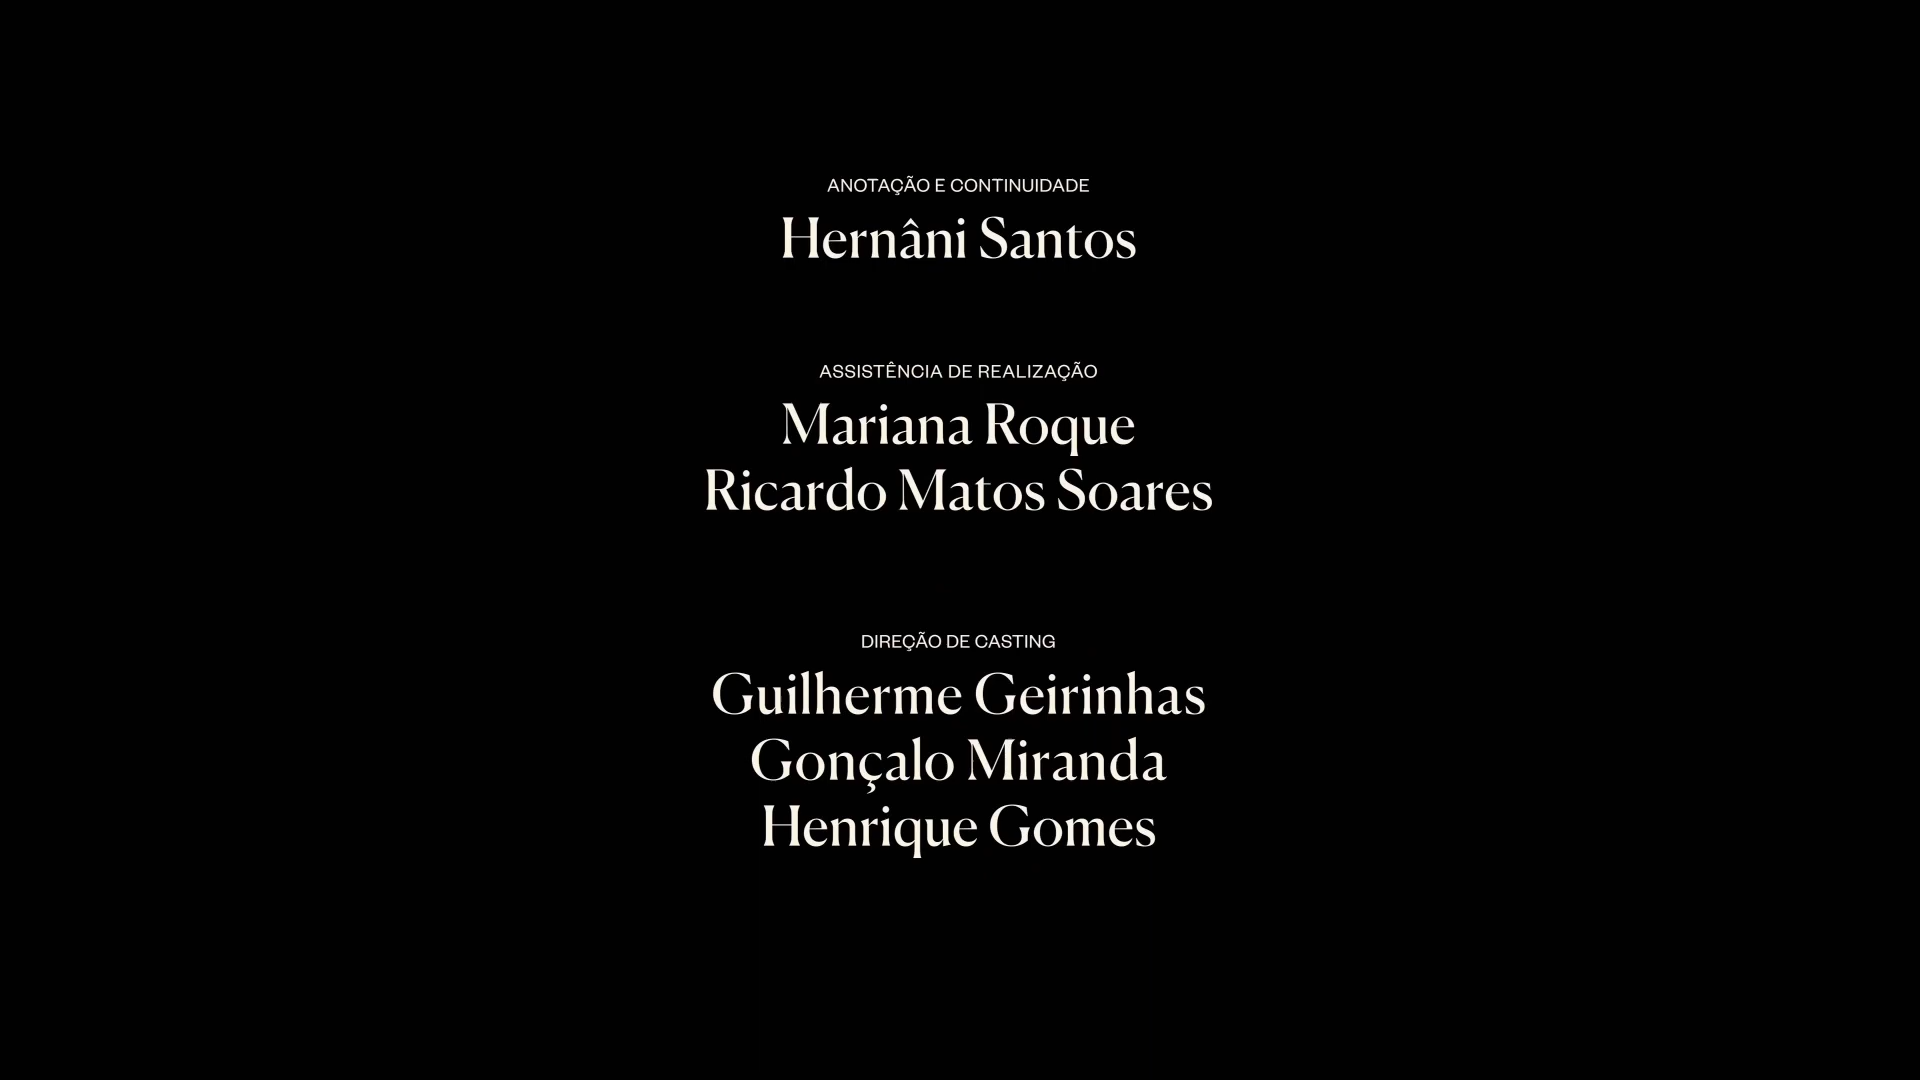 ANOTAÇÃO E CONTINUIDADE
Hernâni Santos
ASSISTÊNCIA DE REALIZAÇÃO
Mariana Roque
Ricardo Matos Soares
DIREÇÃO DE CASTING
Guilherme Geirinhas
Gonçalo Miranda
Henrique Gomes